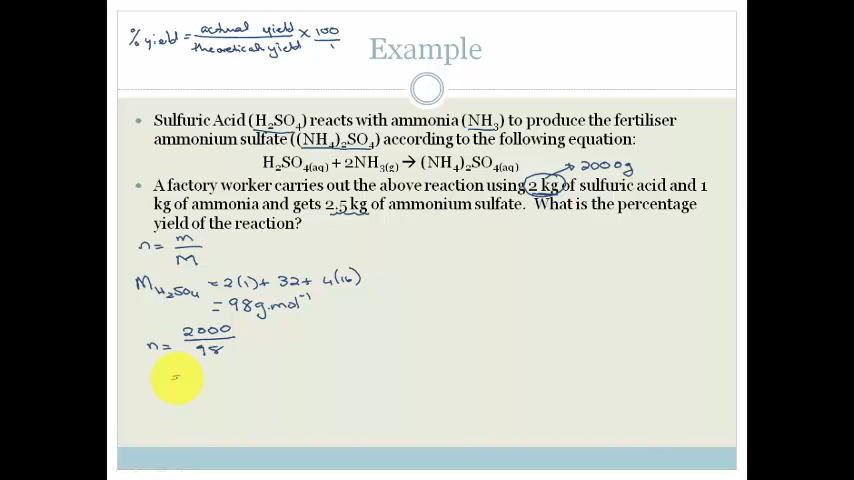 % yield = actual yield / theoretical yield × 100 / 1
Example
Sulfuric Acid (H₂SO₄) reacts with ammonia (NH₃) to produce the fertiliser
ammonium sulfate ((NH₄)₂SO₄) according to the following equation:
H₂SO₄(aq) + 2NH₃(g) → (NH₄)₂SO₄(aq)
2000g
A factory worker carries out the above reaction using 2 kg of sulfuric acid and 1
kg of ammonia and gets 2.5 kg of ammonium sulfate. What is the percentage
yield of the reaction?
n = m / M
M H₂SO₄ = 2(1) + 32 + 4(16)
= 98g.mol⁻¹
n = 2000 / 98
=